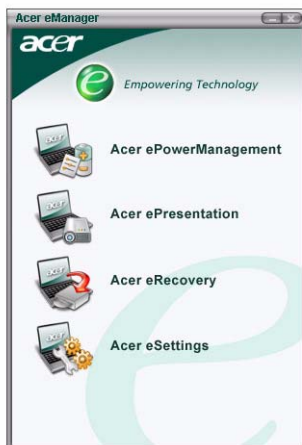 Acer eManager
acer
e Empowering Technology
Acer ePowerManagement
Acer ePresentation
Acer eRecovery
Acer eSettings